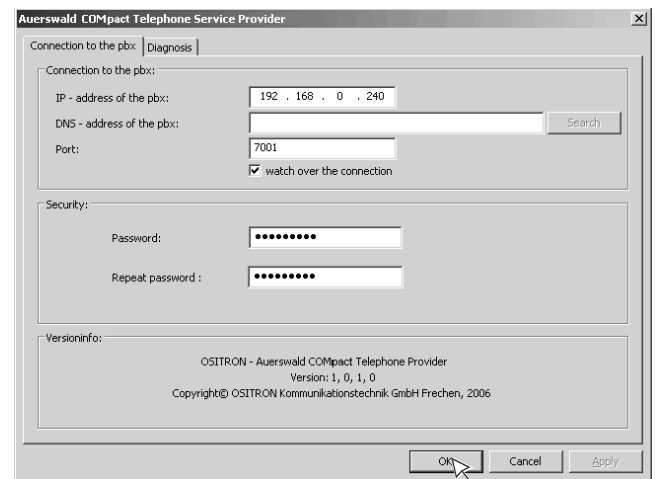 Auerswald COMpact Telephone Service Provider
Connection to the pbx
Diagnosis
Connection to the pbx:
IP - address of the pbx:
192 . 168 . 0 . 240
DNS - address of the pbx:
Search
Port:
7001
watch over the connection
Security:
Password:
•••••••••
Repeat password :
•••••••••
Versioninfo:
OSITRON - Auerswald COMpact Telephone Provider
Version: 1, 0, 1, 0
Copyright© OSITRON Kommunikationstechnik GmbH Frechen, 2006
OK
Cancel
Apply